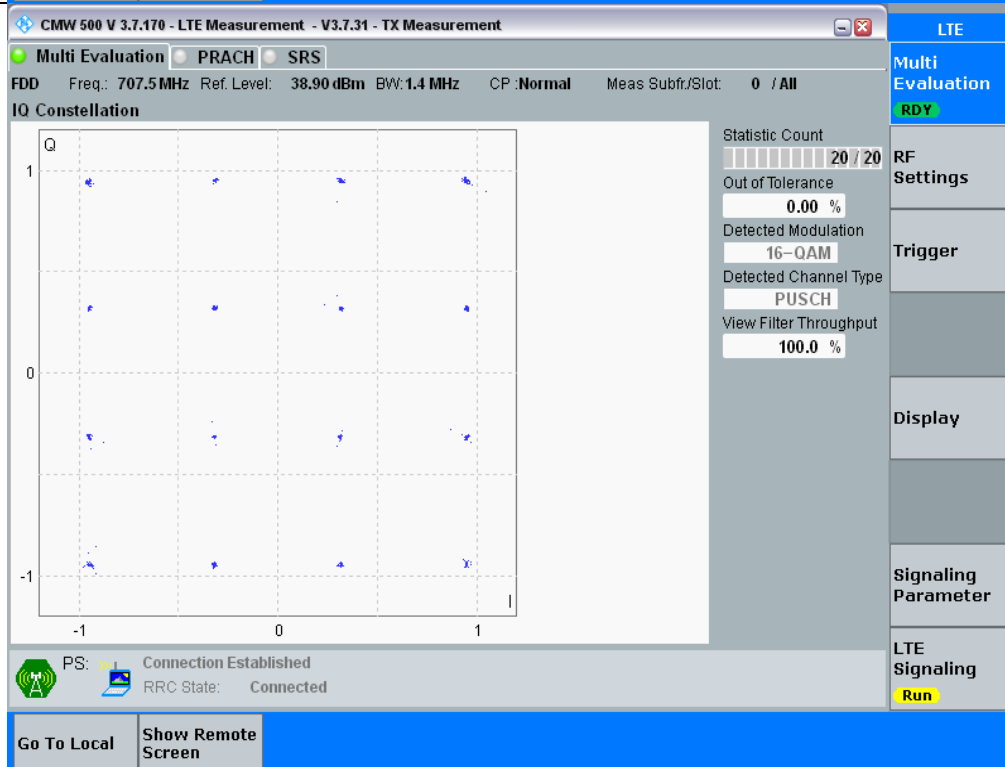 CMW 500 V 3.7.170 - LTE Measurement - V3.7.31 - TX Measurement
LTE
Multi Evaluation PRACH SRS
FDD Freq.: 707.5 MHz Ref. Level: 38.90 dBm BW: 1.4 MHz CP : Normal Meas Subfr./Slot: 0 / All
IQ Constellation
Q
1
0
-1
-1 0 1
I
Statistic Count
20 / 20
Out of Tolerance
0.00 %
Detected Modulation
16-QAM
Detected Channel Type
PUSCH
View Filter Throughput
100.0 %
Multi
Evaluation
RDY
RF
Settings
Trigger
Display
Signaling
Parameter
LTE
Signaling
Run
PS: Connection Established
RRC State: Connected
Go To Local
Show Remote
Screen